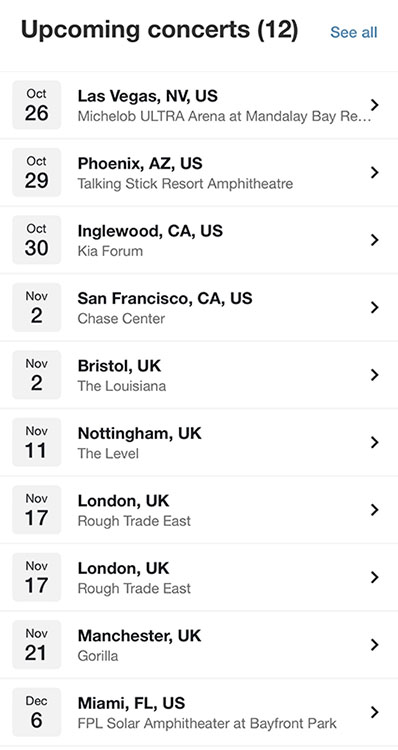 Upcoming concerts (12)
See all
Oct
26
Las Vegas, NV, US
Michelob ULTRA Arena at Mandalay Bay Re...
Oct
29
Phoenix, AZ, US
Talking Stick Resort Amphitheatre
Oct
30
Inglewood, CA, US
Kia Forum
Nov
2
San Francisco, CA, US
Chase Center
Nov
2
Bristol, UK
The Louisiana
Nov
11
Nottingham, UK
The Level
Nov
17
London, UK
Rough Trade East
Nov
17
London, UK
Rough Trade East
Nov
21
Manchester, UK
Gorilla
Dec
6
Miami, FL, US
FPL Solar Amphitheater at Bayfront Park